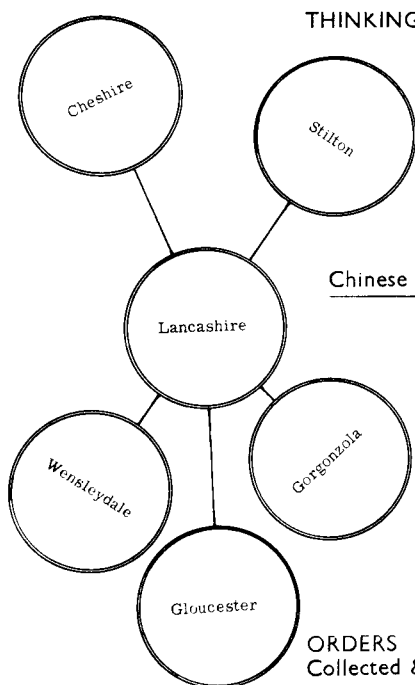 THINKING
Cheshire
Stilton
Lancashire
Chinese
Wensleydale
Gorgonzola
Gloucester
ORDERS
Collected &